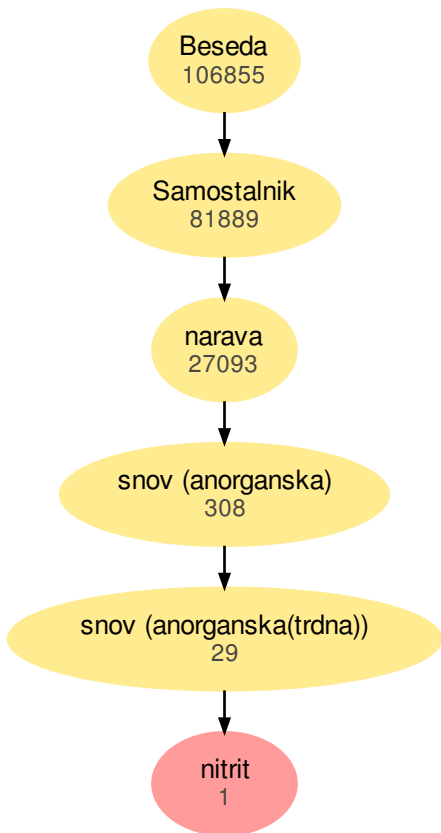 Beseda
106855
Samostalnik
81889
narava
27093
snov (anorganska)
308
snov (anorganska(trdna))
29
nitrit
1